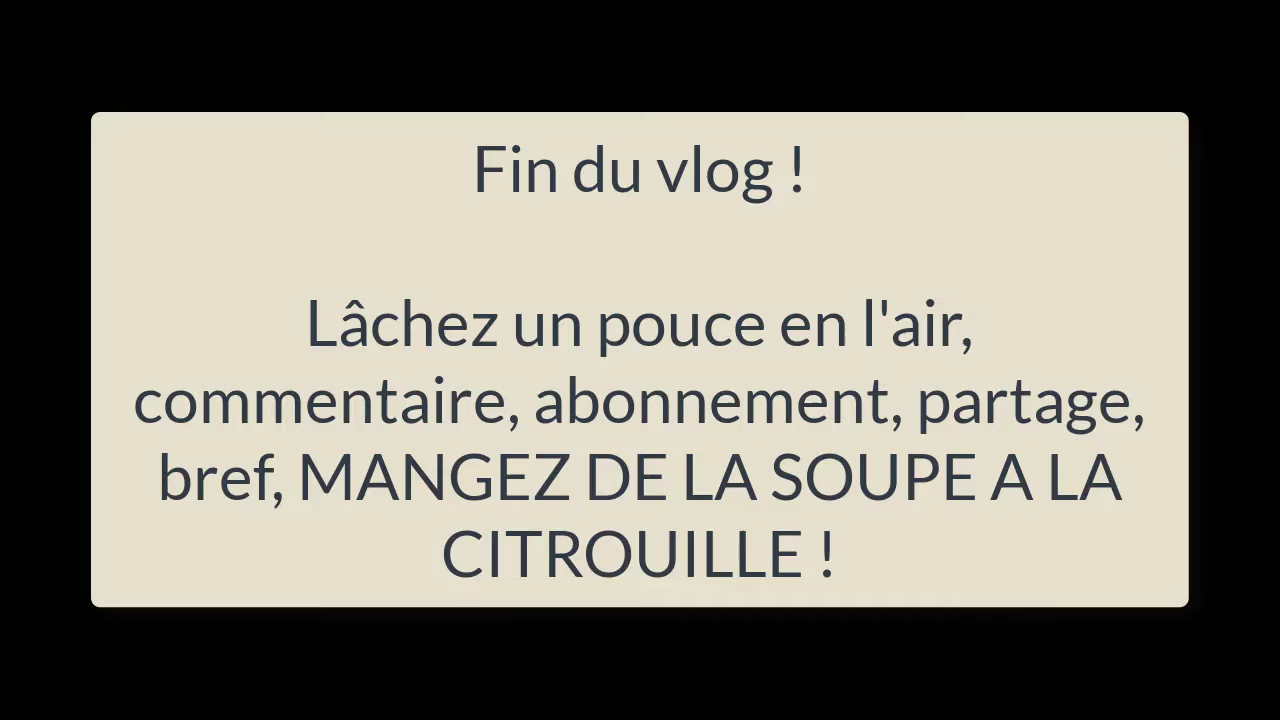 Fin du vlog !
Lâchez un pouce en l'air,
commentaire, abonnement, partage,
bref, MANGEZ DE LA SOUPE A LA
CITROUILLE !